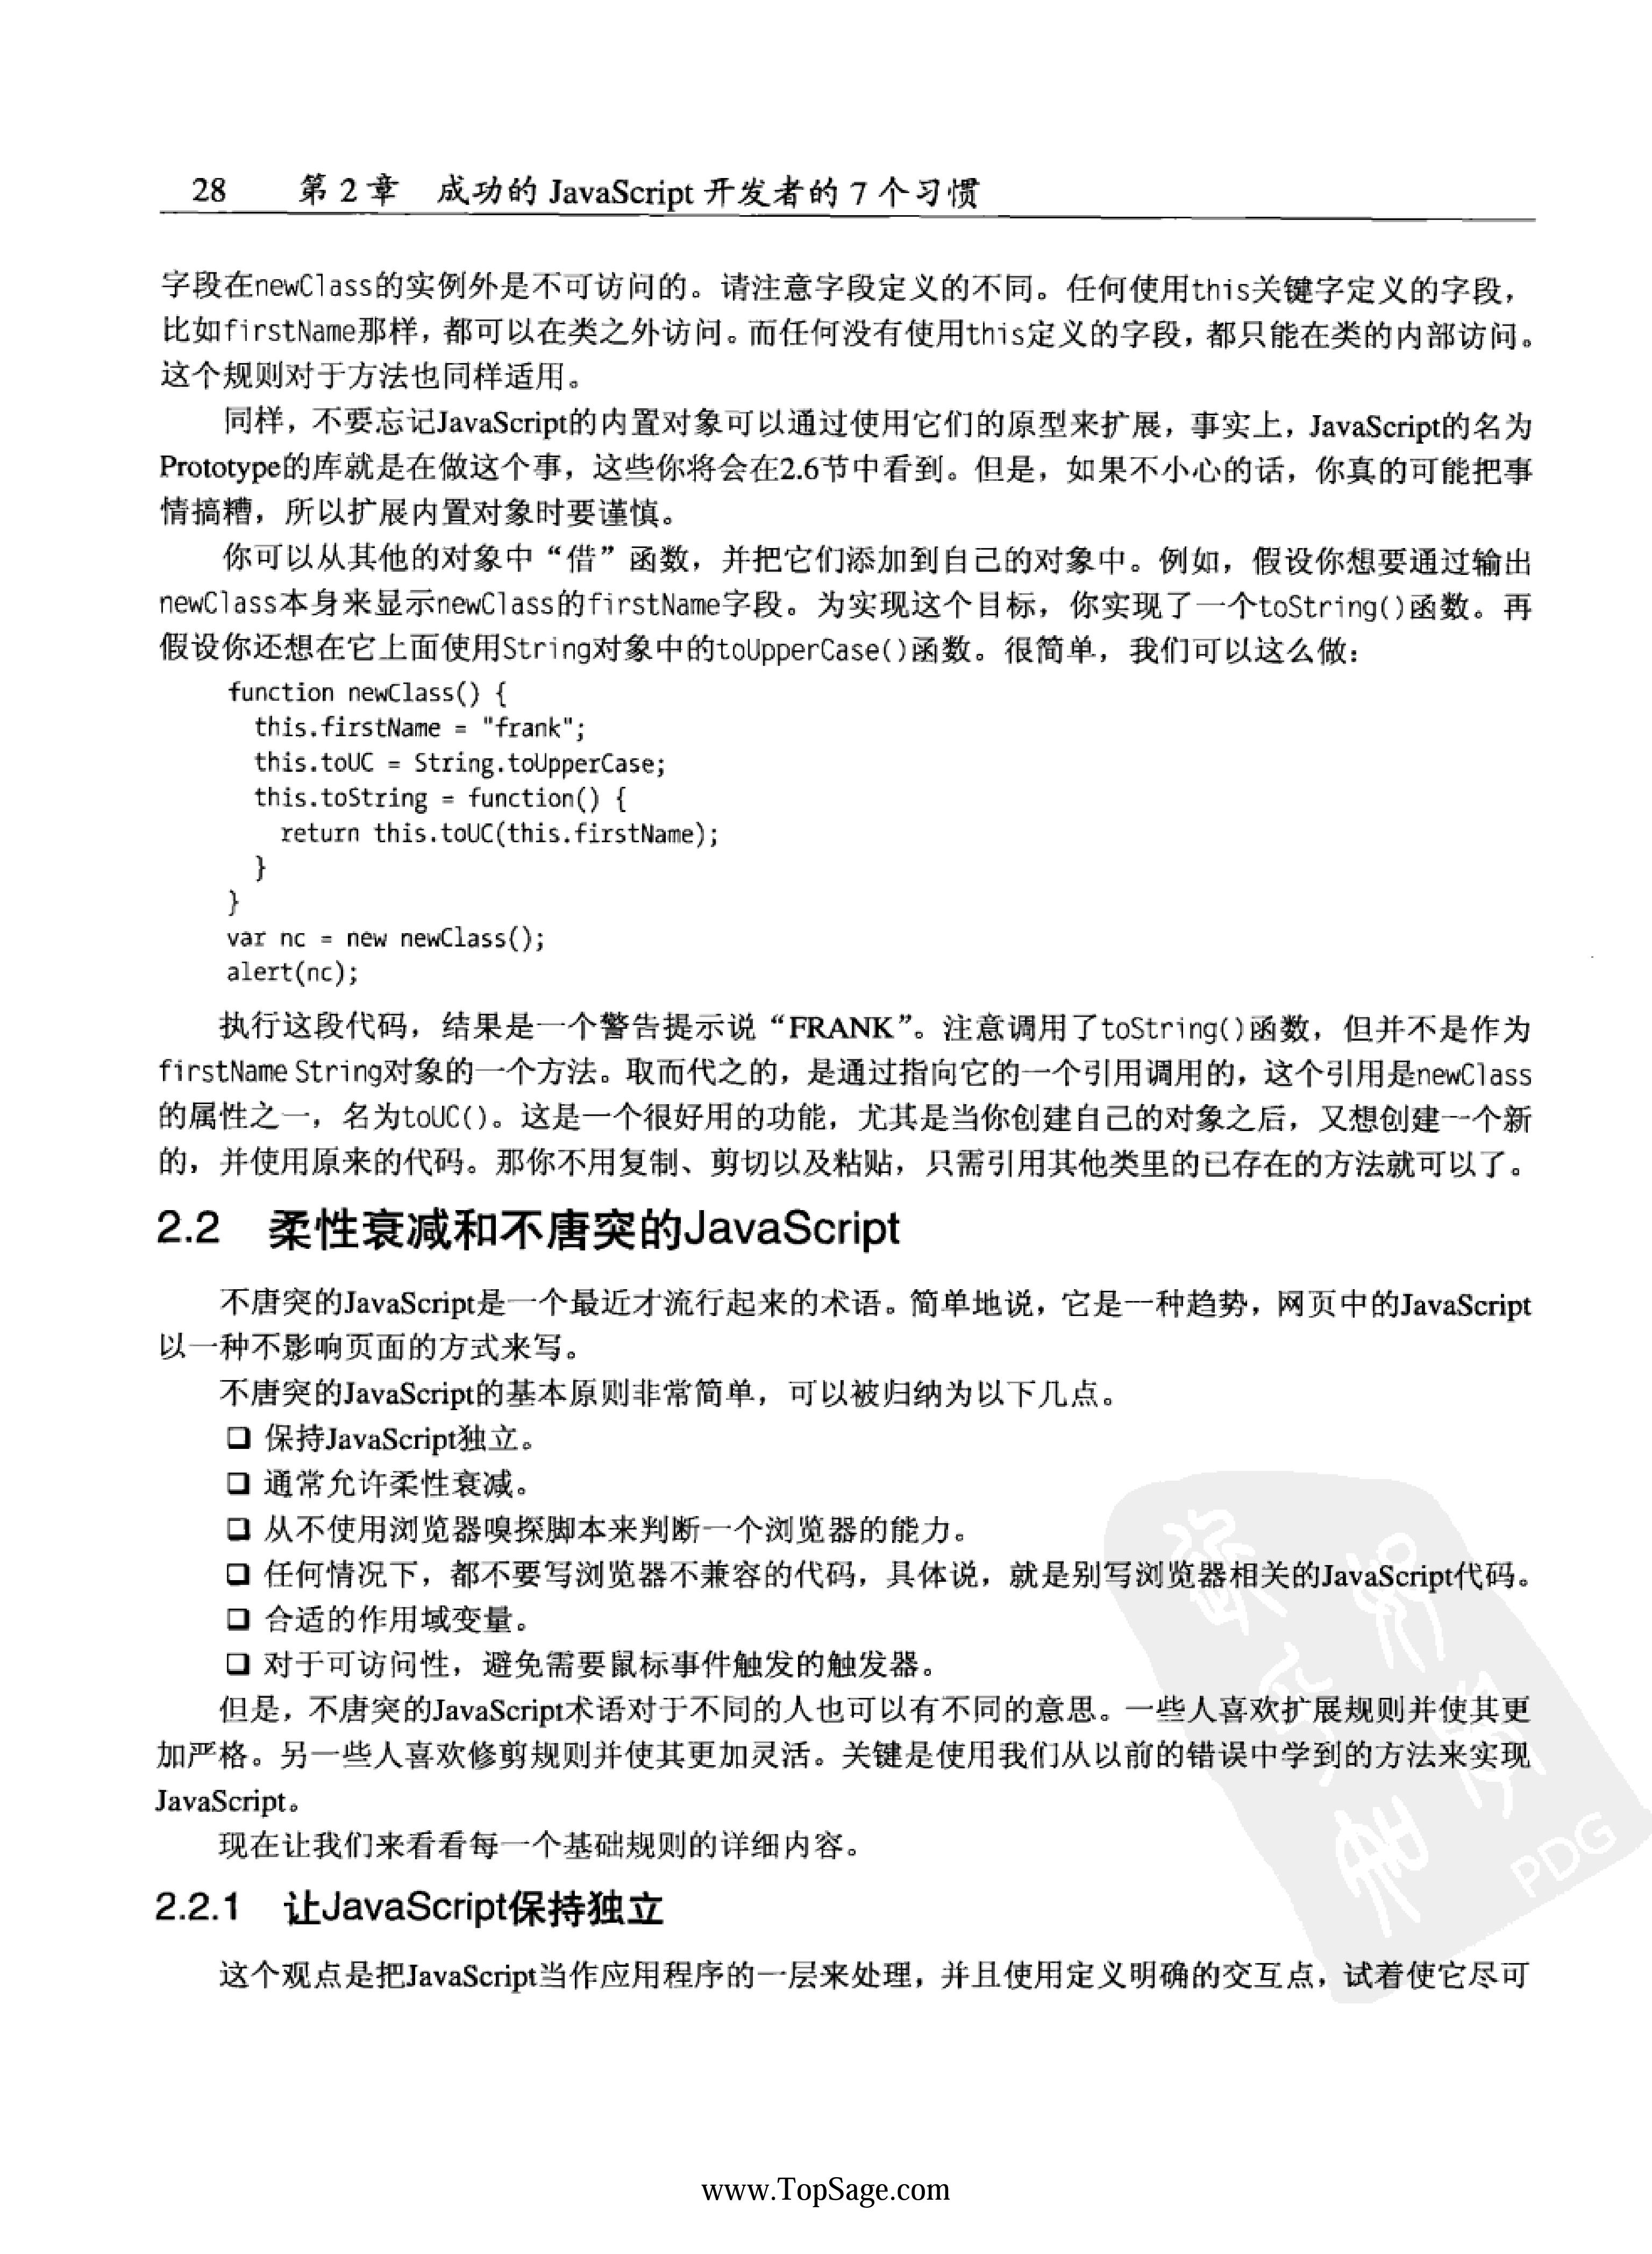 28 第 2 章 成功的 JavaScript 开发者的 7 个习惯
字段在newClass的实例外是不可访问的。请注意字段定义的不同。任何使用this关键字定义的字段，
比如firstName那样，都可以在类之外访问。而任何没有使用this定义的字段，都只能在类的内部访问。
这个规则对于方法也同样适用。
同样，不要忘记JavaScript的内置对象可以通过使用它们的原型来扩展，事实上，JavaScript的名为
Prototype的库就是在做这个事，这些你将会在2.6节中看到。但是，如果不小心的话，你真的可能把事
情搞糟，所以扩展内置对象时要谨慎。
你可以从其他的对象中“借”函数，并把它们添加到自己的对象中。例如，假设你想要通过输出
newClass本身来显示newClass的firstName字段。为实现这个目标，你实现了一个toString()函数。再
假设你还想在它上面使用String对象中的toUpperCase()函数。很简单，我们可以这么做：
function newClass() {
this.firstName = "frank";
this.toUC = String.toUpperCase;
this.toString = function() {
return this.toUC(this.firstName);
}
}
var nc = new newClass();
alert(nc);
执行这段代码，结果是一个警告提示说“FRANK”。注意调用了toString()函数，但并不是作为
firstName String对象的一个方法。取而代之的，是通过指向它的一个引用调用的，这个引用是newClass
的属性之一，名为toUC()。这是一个很好用的功能，尤其是当你创建自己的对象之后，又想创建一个新
的，并使用原来的代码。那你不用复制、剪切以及粘贴，只需引用其他类里的已存在的方法就可以了。
2.2 柔性衰减和不唐突的JavaScript
不唐突的JavaScript是一个最近才流行起来的术语。简单地说，它是一种趋势，网页中的JavaScript
以一种不影响页面的方式来写。
不唐突的JavaScript的基本原则非常简单，可以被归纳为以下几点。
❑ 保持JavaScript独立。
❑ 通常允许柔性衰减。
❑ 从不使用浏览器嗅探脚本来判断一个浏览器的能力。
❑ 任何情况下，都不要写浏览器不兼容的代码，具体说，就是别写浏览器相关的JavaScript代码。
❑ 合适的作用域变量。
❑ 对于可访问性，避免需要鼠标事件触发的触发器。
但是，不唐突的JavaScript术语对于不同的人也可以有不同的意思。一些人喜欢扩展规则并使其更
加严格。另一些人喜欢修剪规则并使其更加灵活。关键是使用我们从以前的错误中学到的方法来实现
JavaScript。
现在让我们来看看每一个基础规则的详细内容。
PDG
2.2.1 让JavaScript保持独立
这个观点是把JavaScript当作应用程序的一层来处理，并且使用定义明确的交互点，试着使它尽可
www.TopSage.com